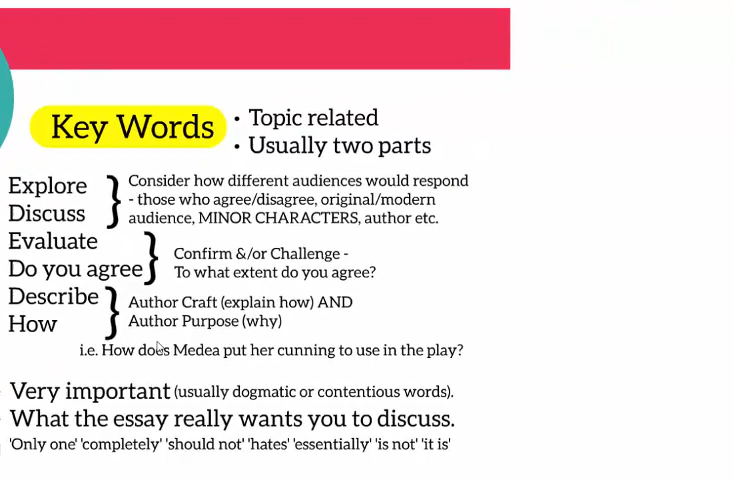 Key Words
• Topic related
• Usually two parts
Explore
Discuss
Consider how different audiences would respond
- those who agree/disagree, original/modern
audience, MINOR CHARACTERS, author etc.
Evaluate
Do you agree
Confirm &/or Challenge -
To what extent do you agree?
Describe
How
Author Craft (explain how) AND
Author Purpose (why)
i.e. How does Medea put her cunning to use in the play?
Very important (usually dogmatic or contentious words).
What the essay really wants you to discuss.
'Only one' 'completely' 'should not' 'hates' 'essentially' 'is not' 'it is'